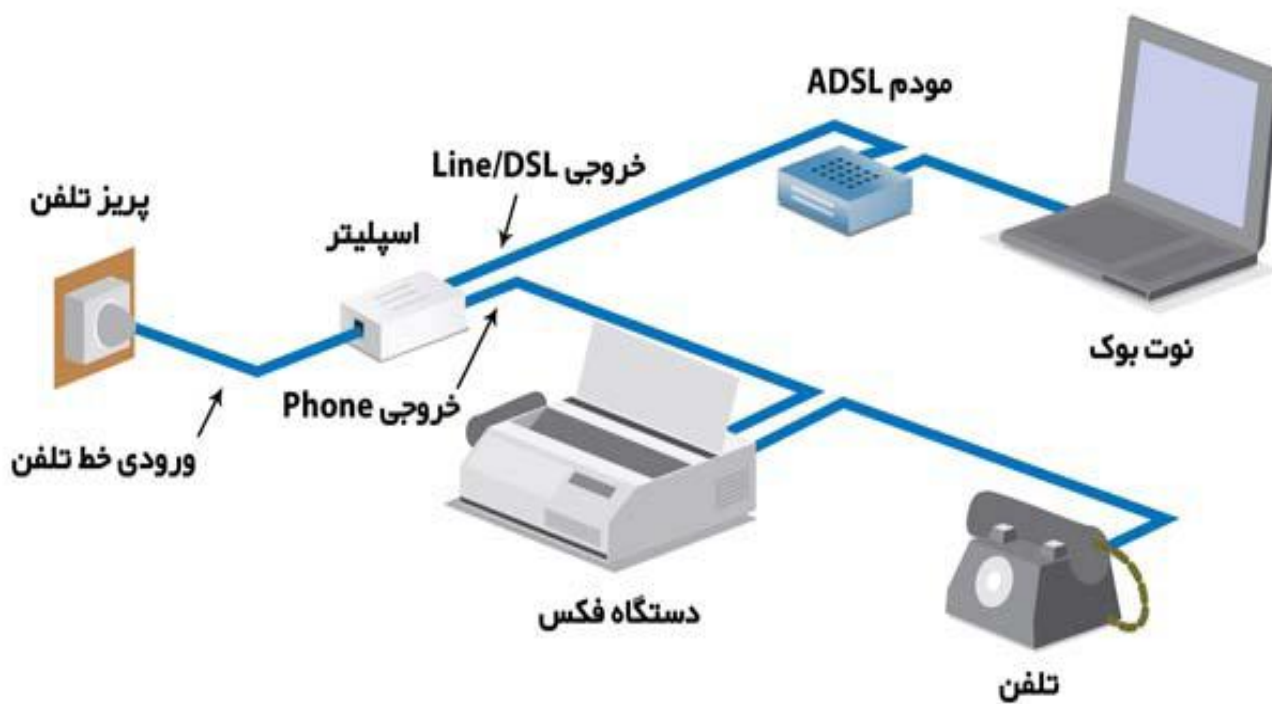 مودم ADSL
خروجی Line/DSL
پریز تلفن
اسپلیتر
نوت بوک
خروجی Phone
ورودی خط تلفن
دستگاه فکس
تلفن